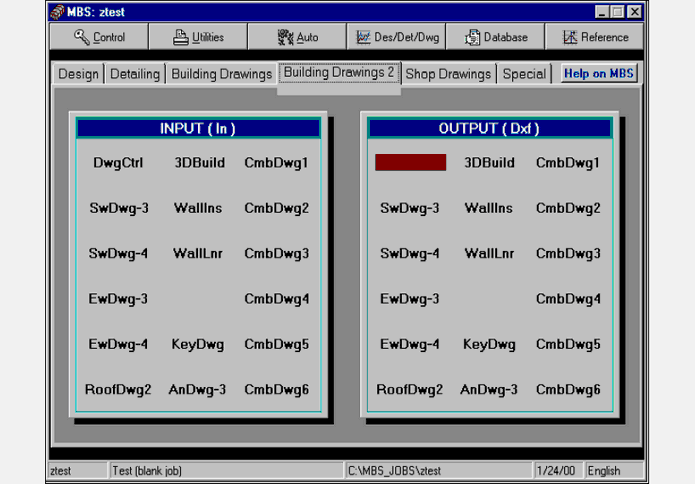 MBS: ztest
Control Utilities Auto Des/Det/Dwg Database Reference
Design Detailing Building Drawings Building Drawings 2 Shop Drawings Special Help on MBS
INPUT ( In ) OUTPUT ( Dxf )
DwgCtrl 3DBuild CmbDwg1 3DBuild CmbDwg1
SwDwg-3 WallIns CmbDwg2 SwDwg-3 WallIns CmbDwg2
SwDwg-4 WallLnr CmbDwg3 SwDwg-4 WallLnr CmbDwg3
EwDwg-3 CmbDwg4 EwDwg-3 CmbDwg4
EwDwg-4 KeyDwg CmbDwg5 EwDwg-4 KeyDwg CmbDwg5
RoofDwg2 AnDwg-3 CmbDwg6 RoofDwg2 AnDwg-3 CmbDwg6
ztest Test (blank job) C:\MBS_JOBS\ztest 1/24/00 English